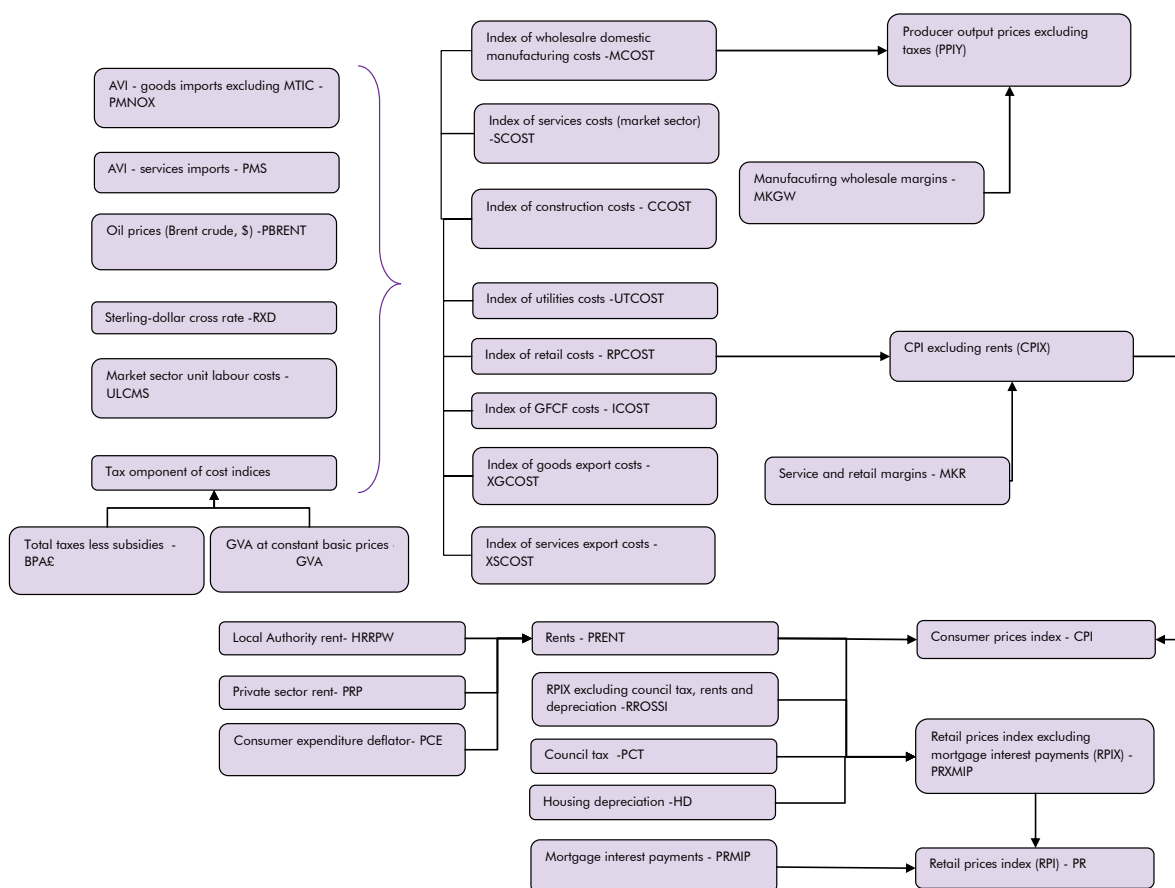 AVI - goods imports excluding MTIC -
PMNOX
AVI - services imports - PMS
Oil prices (Brent crude, $) -PBRENT
Sterling-dollar cross rate -RXD
Market sector unit labour costs -
ULCMS
Tax omponent of cost indices
Total taxes less subsidies  -
BPA£
GVA at constant basic prices -
GVA
Index of wholesalre domestic
manufacturing costs -MCOST
Index of services costs (market sector)
-SCOST
Index of construction costs - CCOST
Index of utilities costs -UTCOST
Index of retail costs - RPCOST
Index of GFCF costs - ICOST
Index of goods export costs -
XGCOST
Index of services export costs -
XSCOST
Producer output prices excluding
taxes (PPIY)
Manufacutirng wholesale margins -
MKGW
CPI excluding rents (CPIX)
Service and retail margins - MKR
Local Authority rent- HRRPW
Private sector rent- PRP
Consumer expenditure deflator- PCE
Rents - PRENT
RPIX excluding council tax, rents and
depreciation -RROSSI
Council tax  -PCT
Housing depreciation -HD
Mortgage interest payments - PRMIP
Consumer prices index - CPI
Retail prices index excluding
mortgage interest payments (RPIX) -
PRXMIP
Retail prices index (RPI) - PR